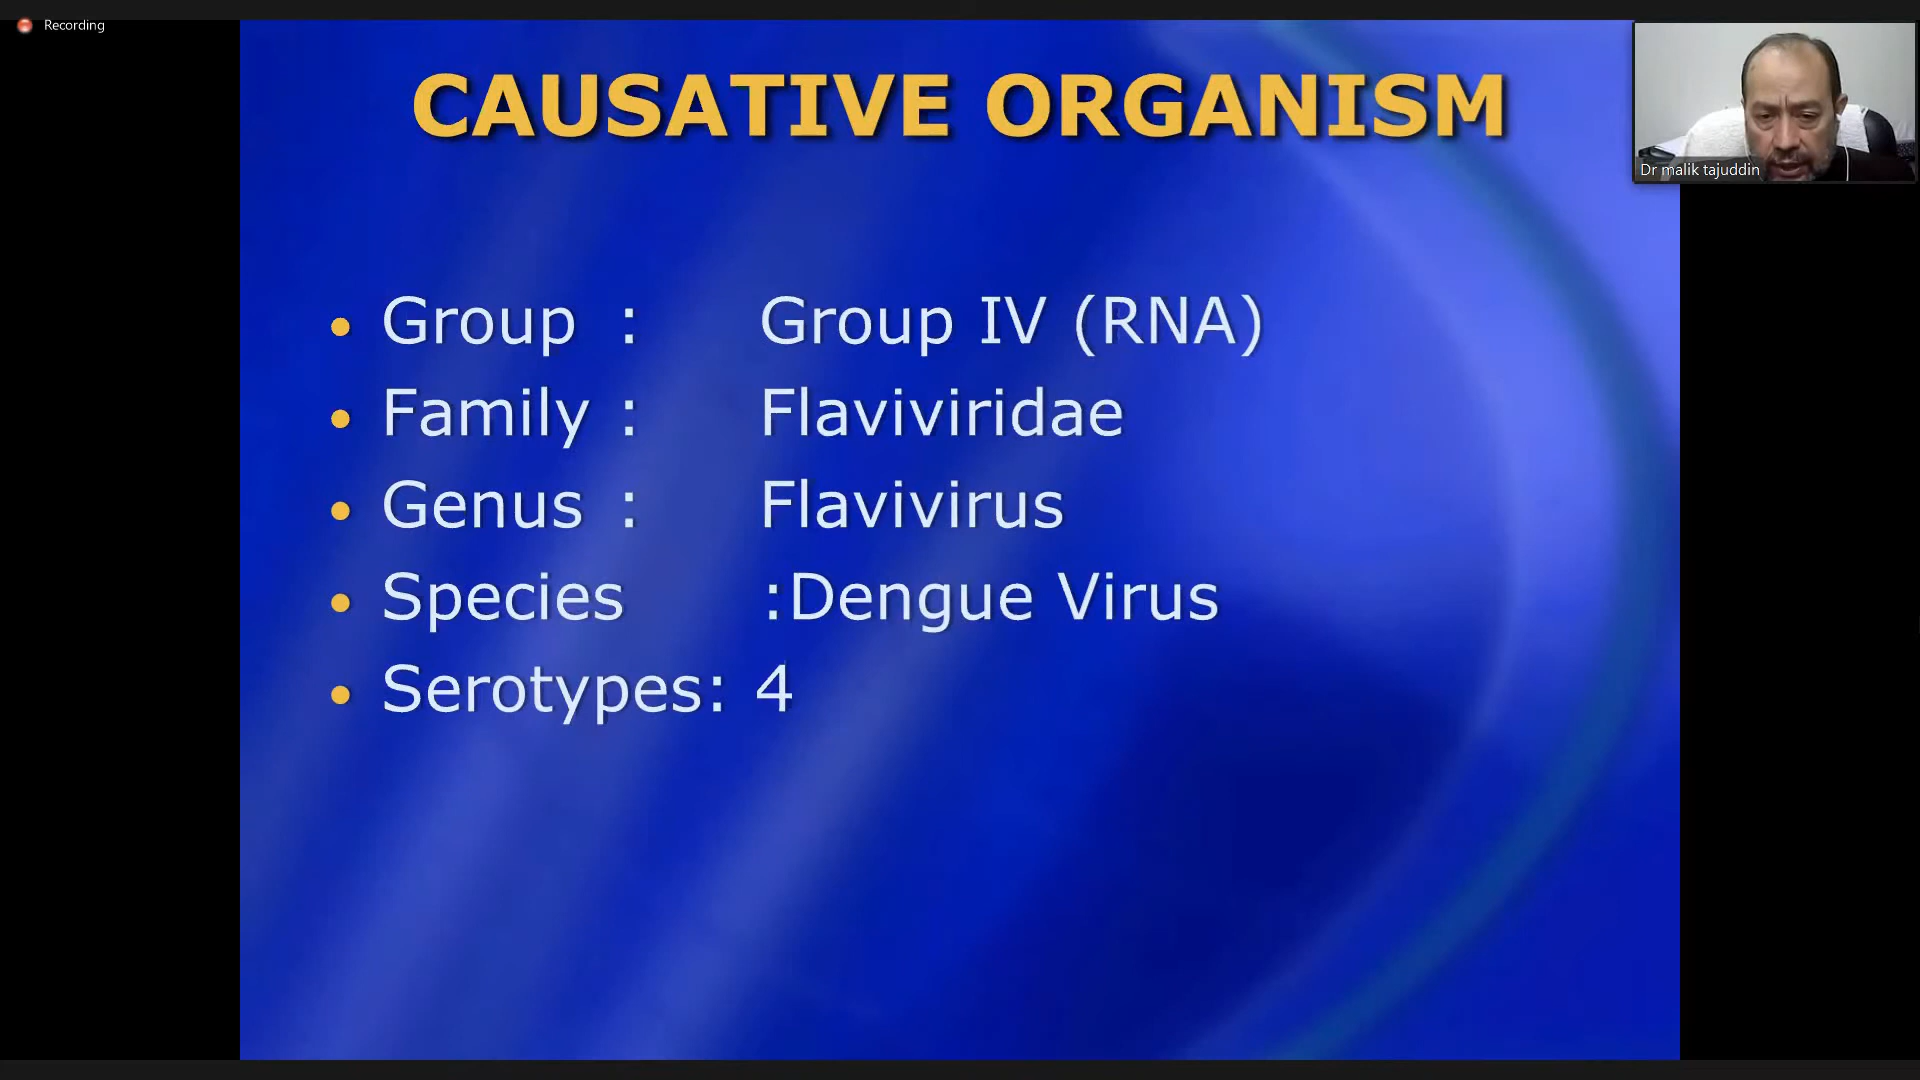 Recording
CAUSATIVE ORGANISM
Dr malik tajuddin
• Group : Group IV (RNA)
• Family : Flaviviridae
• Genus : Flavivirus
• Species :Dengue Virus
• Serotypes: 4